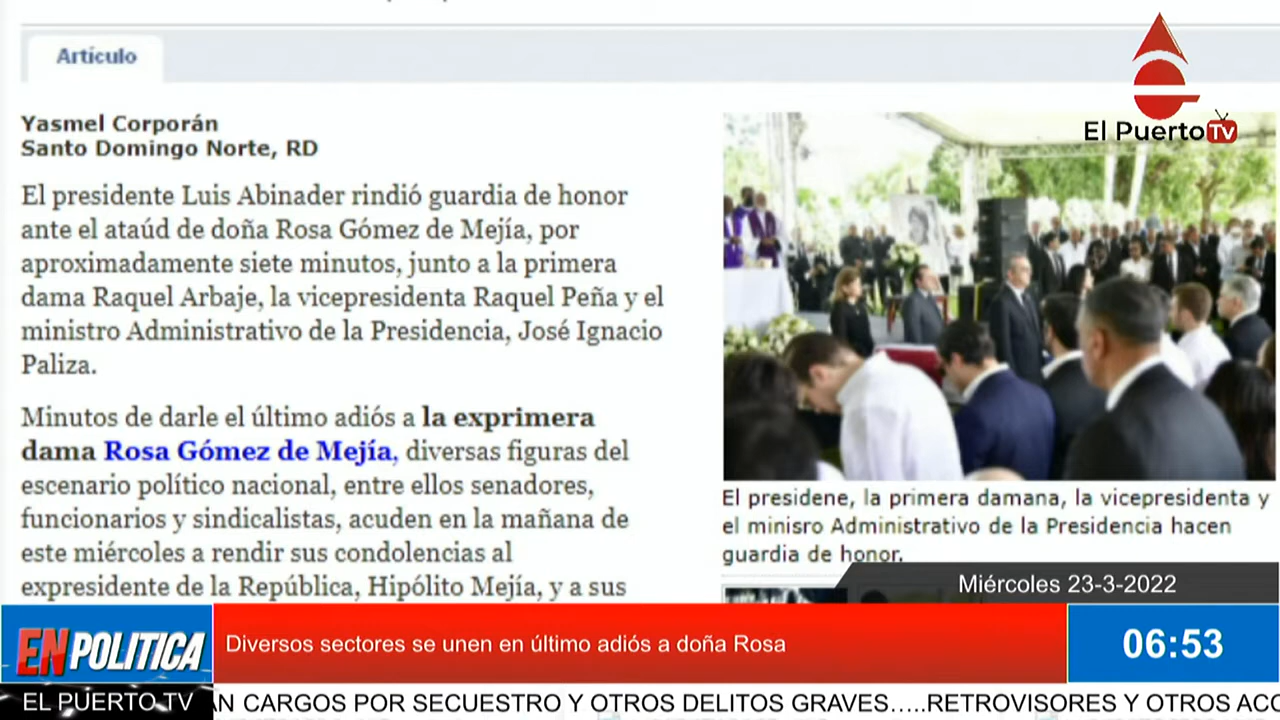 Artículo
El Puerto Tv
Yasmel Corporán
Santo Domingo Norte, RD
El presidente Luis Abinader rindió guardia de honor
ante el ataúd de doña Rosa Gómez de Mejía, por
aproximadamente siete minutos, junto a la primera
dama Raquel Arbaje, la vicepresidenta Raquel Peña y el
ministro Administrativo de la Presidencia, José Ignacio
Paliza.
Minutos de darle el último adiós a la exprimera
dama Rosa Gómez de Mejía, diversas figuras del
escenario político nacional, entre ellos senadores,
funcionarios y sindicalistas, acuden en la mañana de
este miércoles a rendir sus condolencias al
expresidente de la República, Hipólito Mejía, y a sus
El presidene, la primera damana, la vicepresidenta y
el minisro Administrativo de la Presidencia hacen
guardia de honor.
Miércoles 23-3-2022
EN POLITICA
Diversos sectores se unen en último adiós a doña Rosa
06:53
EL PUERTO TV
CARGOS POR SECUESTRO Y OTROS DELITOS GRAVES.....RETROVISORES Y OTROS